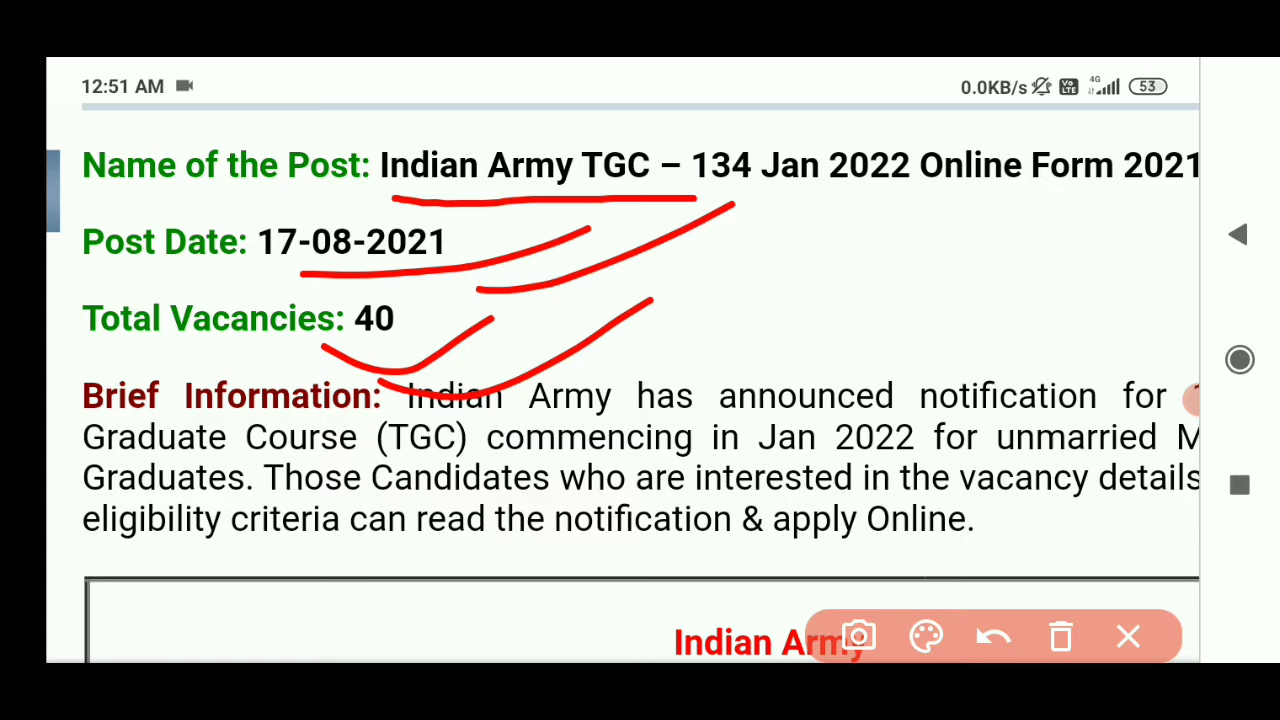 12:51 AM 0.0KB/s Vo LTE 4G 53
Name of the Post: Indian Army TGC – 134 Jan 2022 Online Form 2021
Post Date: 17-08-2021
Total Vacancies: 40
Brief Information: Indian Army has announced notification for
Graduate Course (TGC) commencing in Jan 2022 for unmarried M
Graduates. Those Candidates who are interested in the vacancy details
eligibility criteria can read the notification & apply Online.
Indian Army